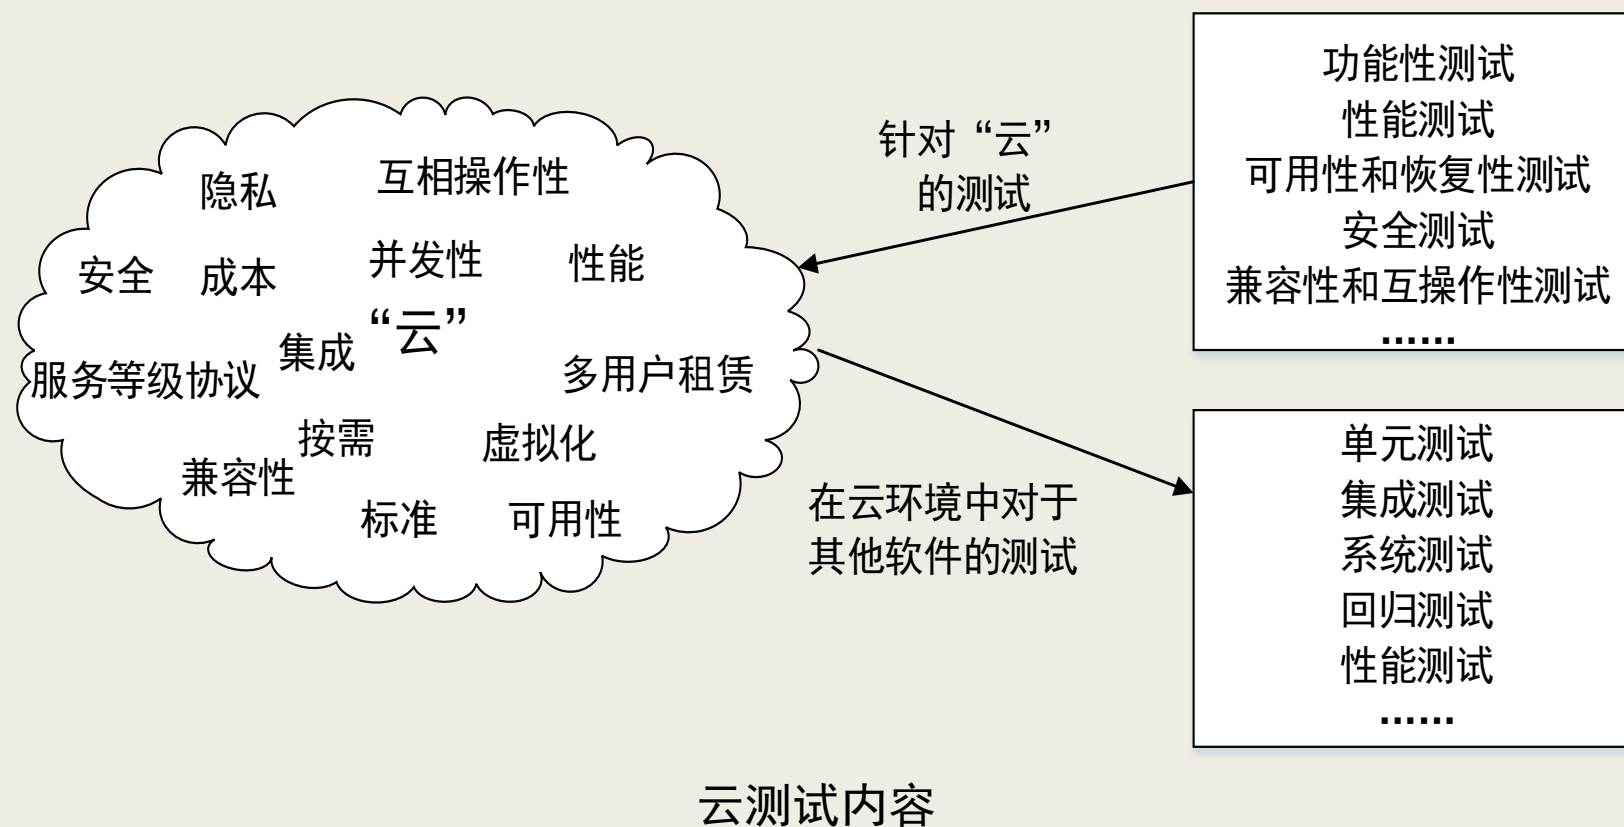 隐私
互相操作性
安全
成本
并发性
性能
“云”
集成
服务等级协议
多用户租赁
按需
虚拟化
兼容性
标准
可用性
针对“云”
的测试
功能性测试
性能测试
可用性和恢复性测试
安全测试
兼容性和互操作性测试
……
在云环境中对于
其他软件的测试
单元测试
集成测试
系统测试
回归测试
性能测试
……
云测试内容